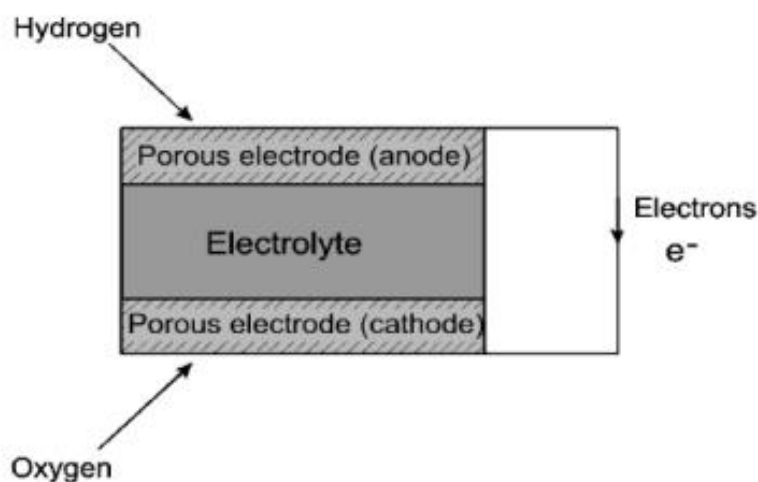 Hydrogen
Porous electrode (anode)
Electrons
e⁻
Electrolyte
Porous electrode (cathode)
Oxygen